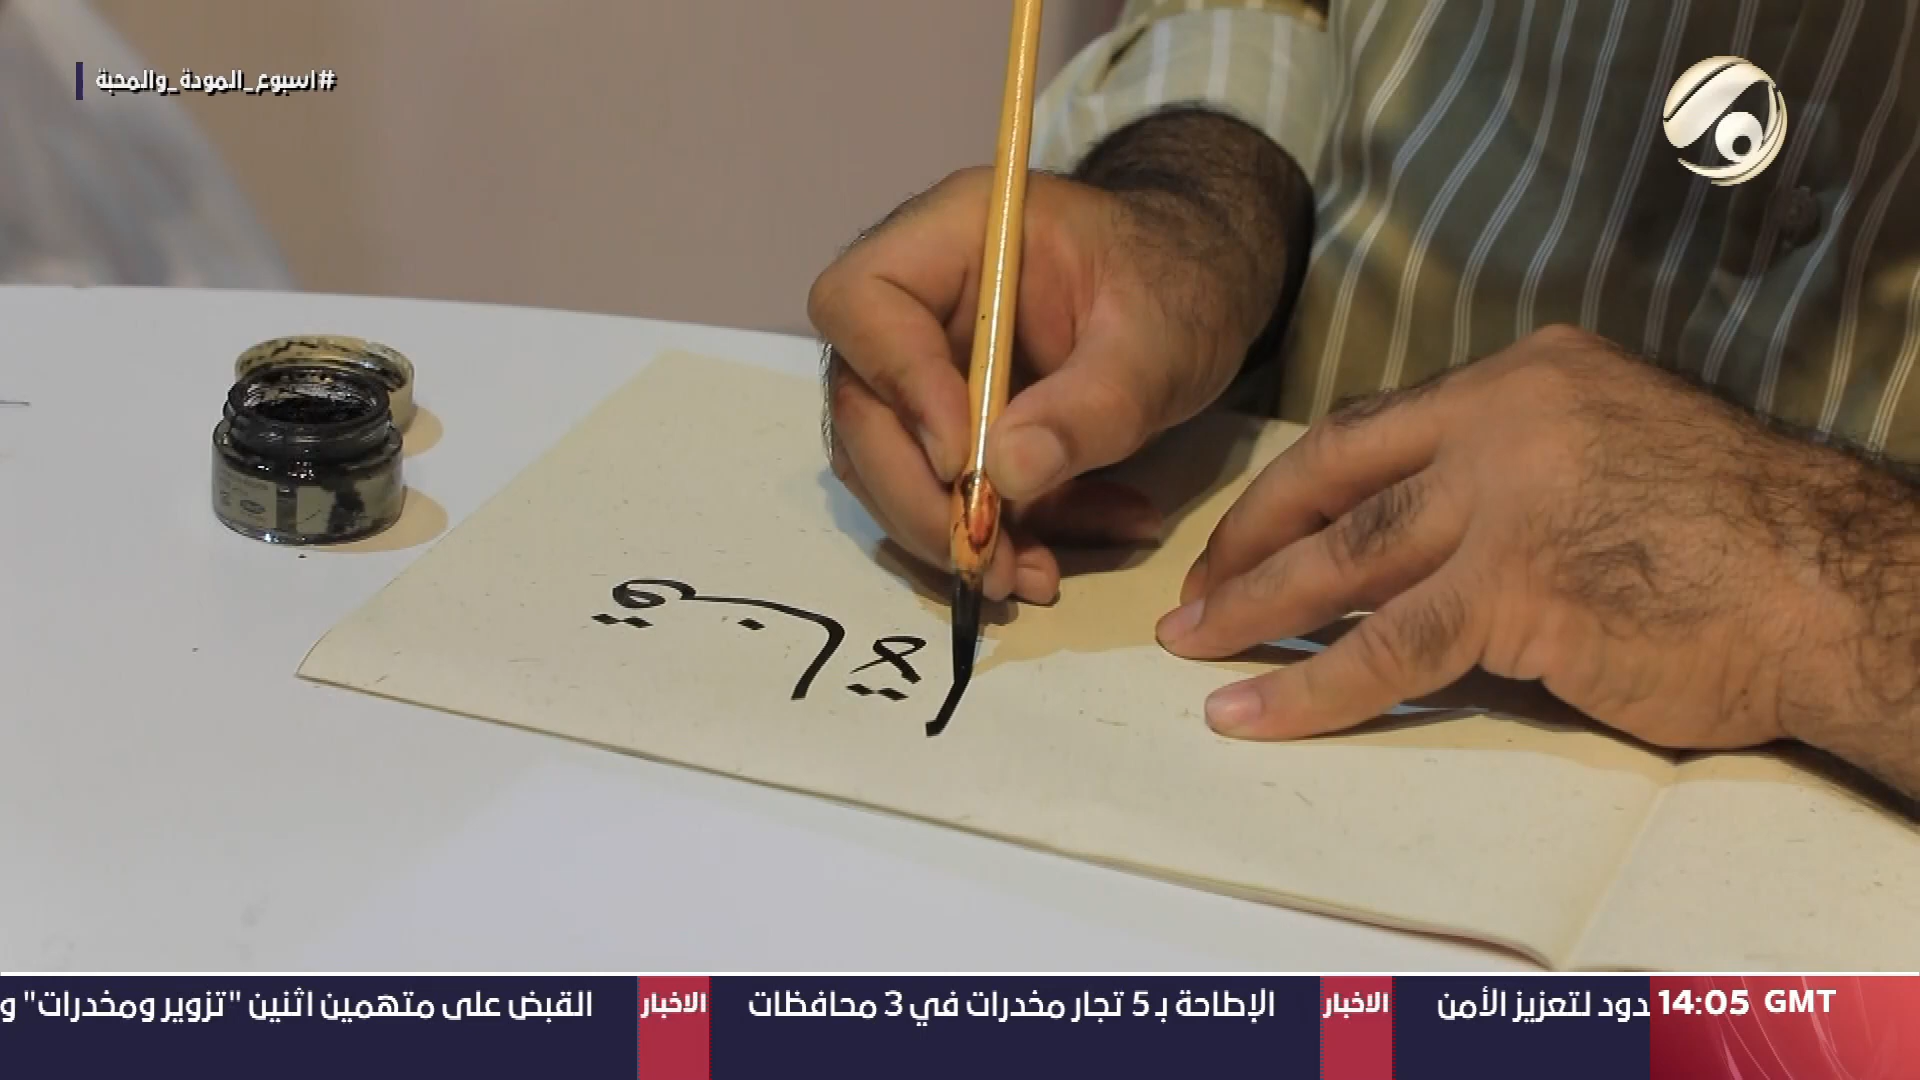 #اسبوع_المودة_والمحبة
دود لتعزيز الأمن الاخبار الإطاحة بـ 5 تجار مخدرات في 3 محافظات الاخبار القبض على متهمين اثنين "تزوير ومخدرات" و
14:05 GMT